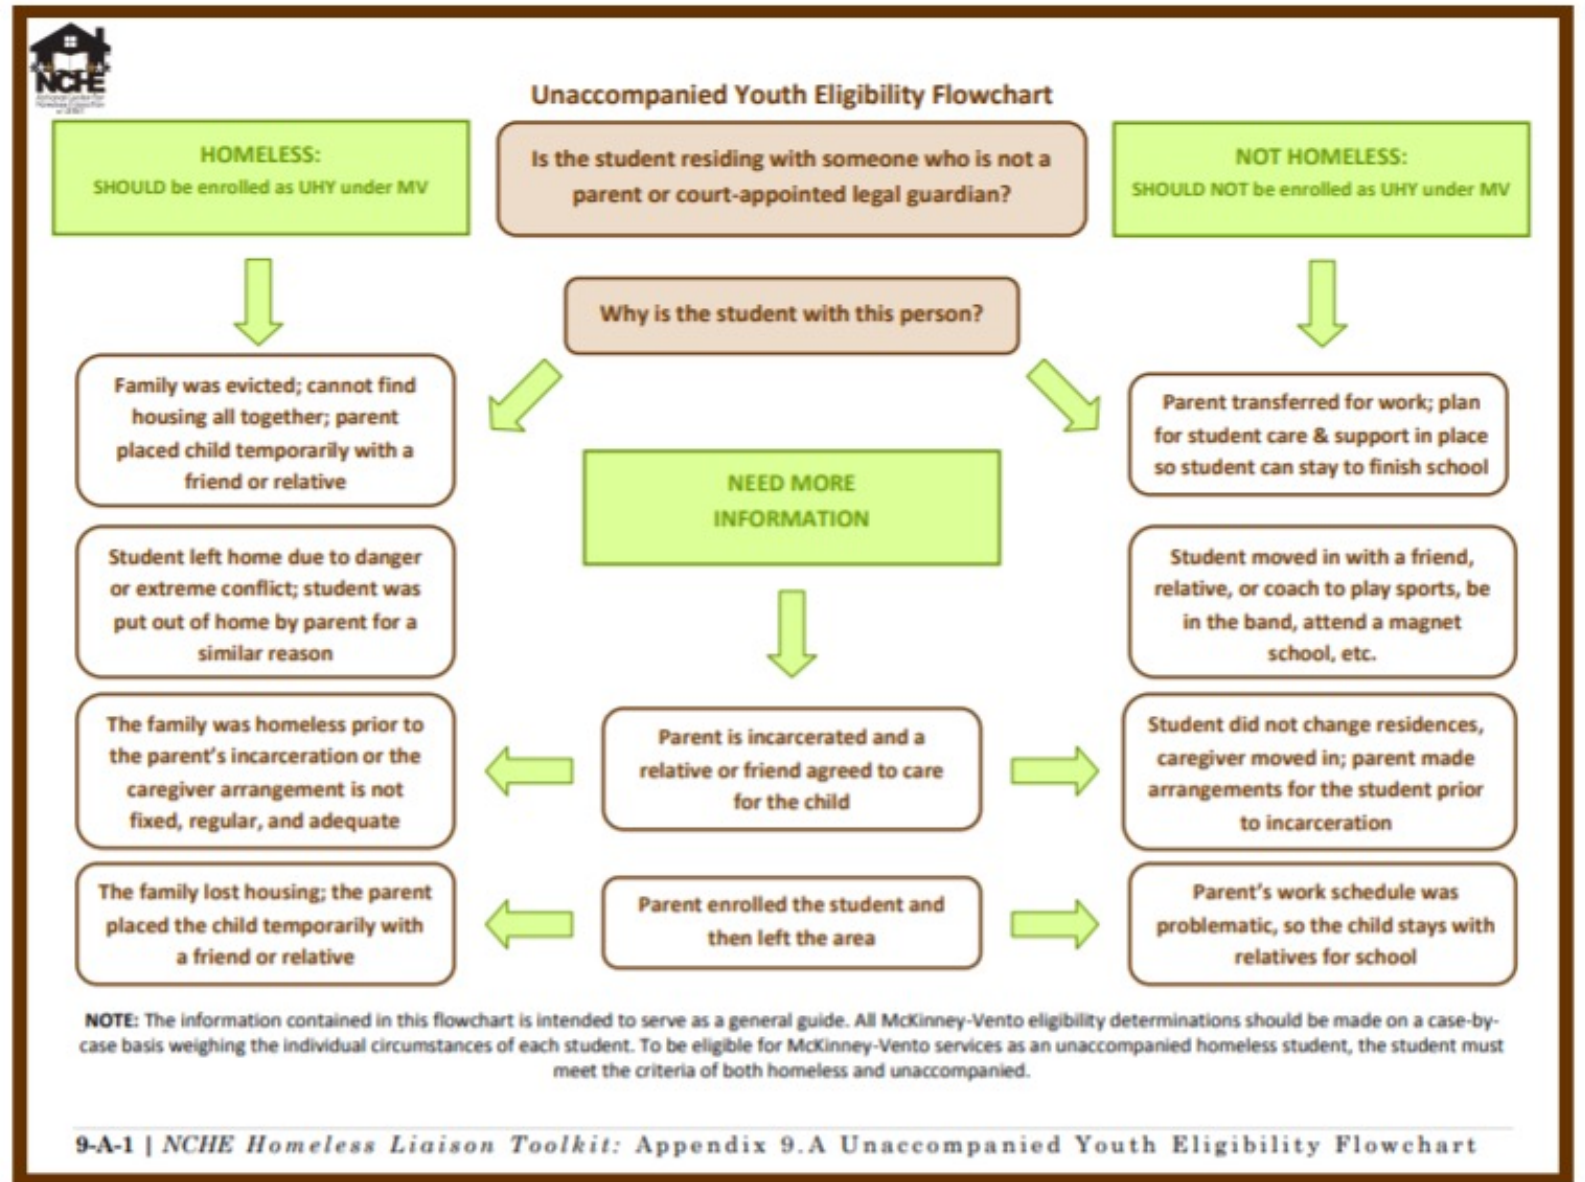 NCHE
Unaccompanied Youth Eligibility Flowchart
HOMELESS:
SHOULD be enrolled as UHY under MV
Is the student residing with someone who is not a
parent or court-appointed legal guardian?
NOT HOMELESS:
SHOULD NOT be enrolled as UHY under MV
Why is the student with this person?
Family was evicted; cannot find
housing all together; parent
placed child temporarily with a
friend or relative
Parent transferred for work; plan
for student care & support in place
so student can stay to finish school
NEED MORE
INFORMATION
Student left home due to danger
or extreme conflict; student was
put out of home by parent for a
similar reason
Student moved in with a friend,
relative, or coach to play sports, be
in the band, attend a magnet
school, etc.
The family was homeless prior to
the parent's incarceration or the
caregiver arrangement is not
fixed, regular, and adequate
Parent is incarcerated and a
relative or friend agreed to care
for the child
Student did not change residences,
caregiver moved in; parent made
arrangements for the student prior
to incarceration
The family lost housing; the parent
placed the child temporarily with
a friend or relative
Parent enrolled the student and
then left the area
Parent's work schedule was
problematic, so the child stays with
relatives for school
NOTE: The information contained in this flowchart is intended to serve as a general guide. All McKinney-Vento eligibility determinations should be made on a case-by-
case basis weighing the individual circumstances of each student. To be eligible for McKinney-Vento services as an unaccompanied homeless student, the student must
meet the criteria of both homeless and unaccompanied.
9-A-1 | NCHE Homeless Liaison Toolkit: Appendix 9.A Unaccompanied Youth Eligibility Flowchart